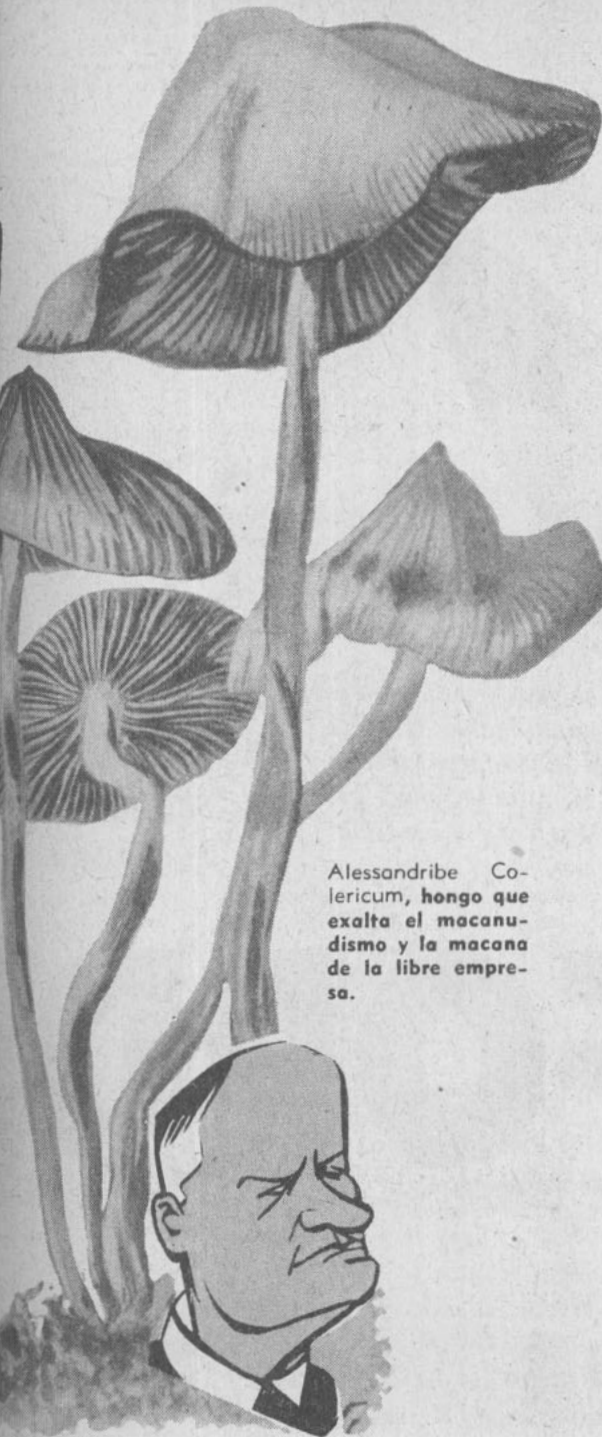 Alessandribe Co-
lericum, hongo que
exalta el macanu-
dismo y la macana
de la libre empre-
sa.